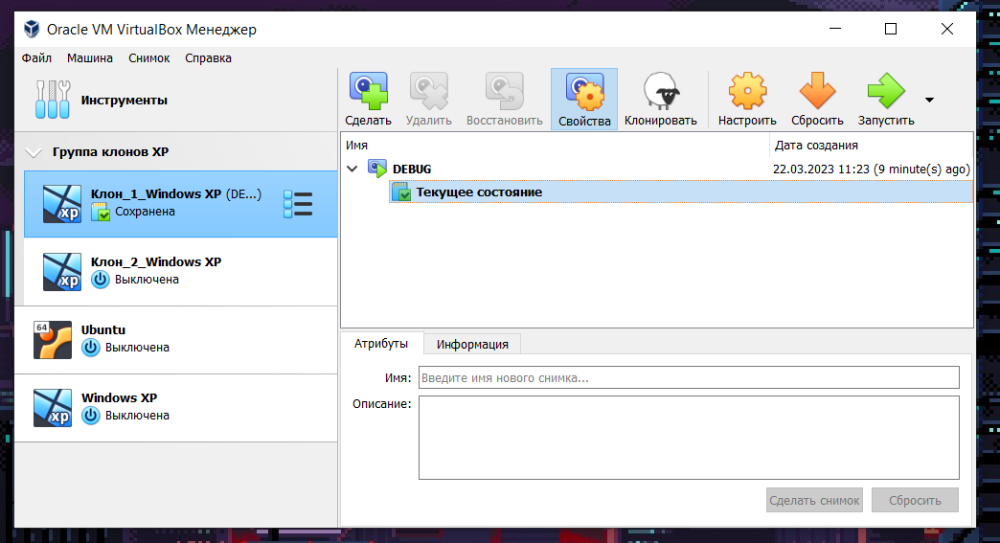 Oracle VM VirtualBox Менеджер
Файл Машина Снимок Справка
Инструменты
Сделать Удалить Восстановить Свойства Клонировать Настроить Сбросить Запустить
Группа клонов XP
Клон_1_Windows XP (DE...)
Сохранена
Клон_2_Windows XP
Выключена
64
Ubuntu
Выключена
Windows XP
Выключена
xp
xp
xp
Имя Дата создания
DEBUG 22.03.2023 11:23 (9 minute(s) ago)
Текущее состояние
Атрибуты Информация
Имя: Введите имя нового снимка...
Описание:
Сделать снимок Сбросить